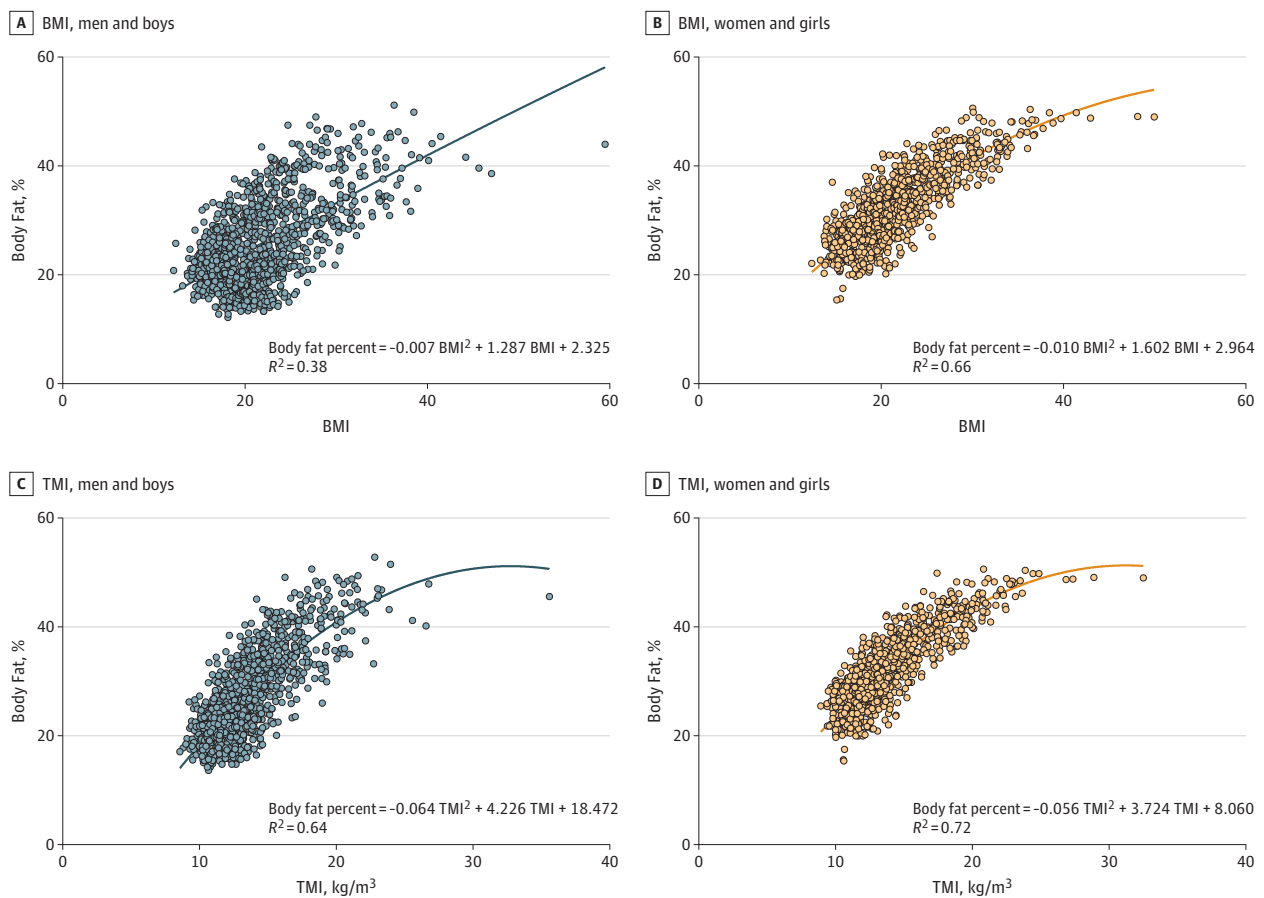 A BMI, men and boys
60
40
20
0
Body Fat, %
0 20 40 60
BMI
Body fat percent = -0.007 BMI² + 1.287 BMI + 2.325
R² = 0.38
B BMI, women and girls
60
40
20
0
Body Fat, %
0 20 40 60
BMI
Body fat percent = -0.010 BMI² + 1.602 BMI + 2.964
R² = 0.66
C TMI, men and boys
60
40
20
0
Body Fat, %
0 10 20 30 40
TMI, kg/m³
Body fat percent = -0.064 TMI² + 4.226 TMI + 18.472
R² = 0.64
D TMI, women and girls
60
40
20
0
Body Fat, %
0 10 20 30 40
TMI, kg/m³
Body fat percent = -0.056 TMI² + 3.724 TMI + 8.060
R² = 0.72